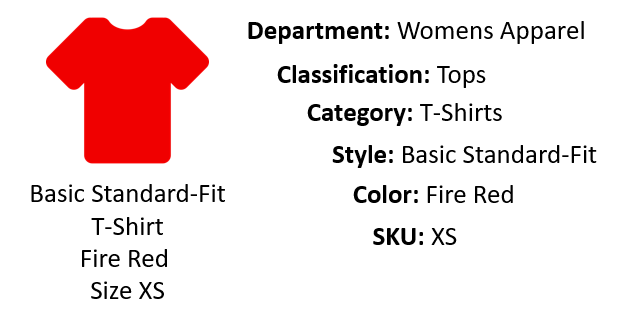 Department: Womens Apparel
Classification: Tops
Category: T-Shirts
Style: Basic Standard-Fit
Color: Fire Red
SKU: XS
Basic Standard-Fit
T-Shirt
Fire Red
Size XS